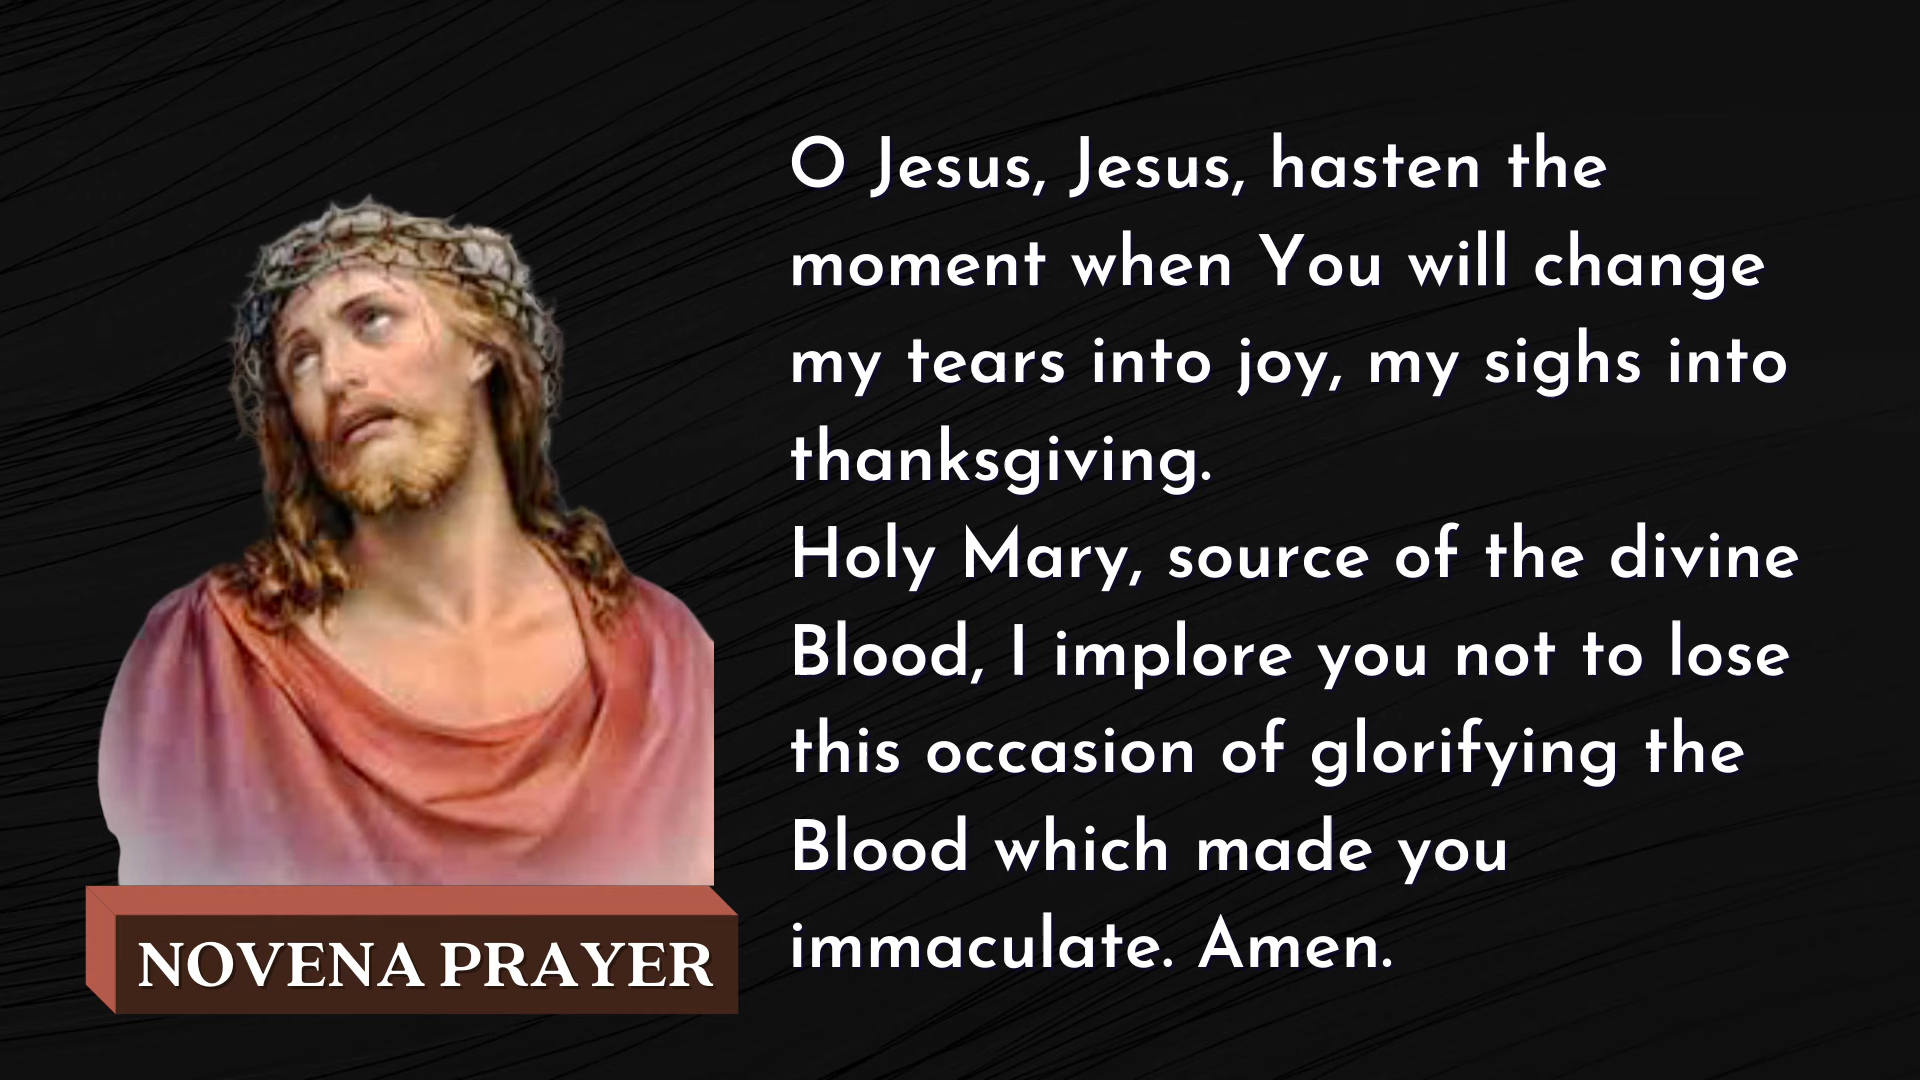 O Jesus, Jesus, hasten the
moment when You will change
my tears into joy, my sighs into
thanksgiving.
Holy Mary, source of the divine
Blood, I implore you not to lose
this occasion of glorifying the
Blood which made you
immaculate. Amen.
NOVENA PRAYER